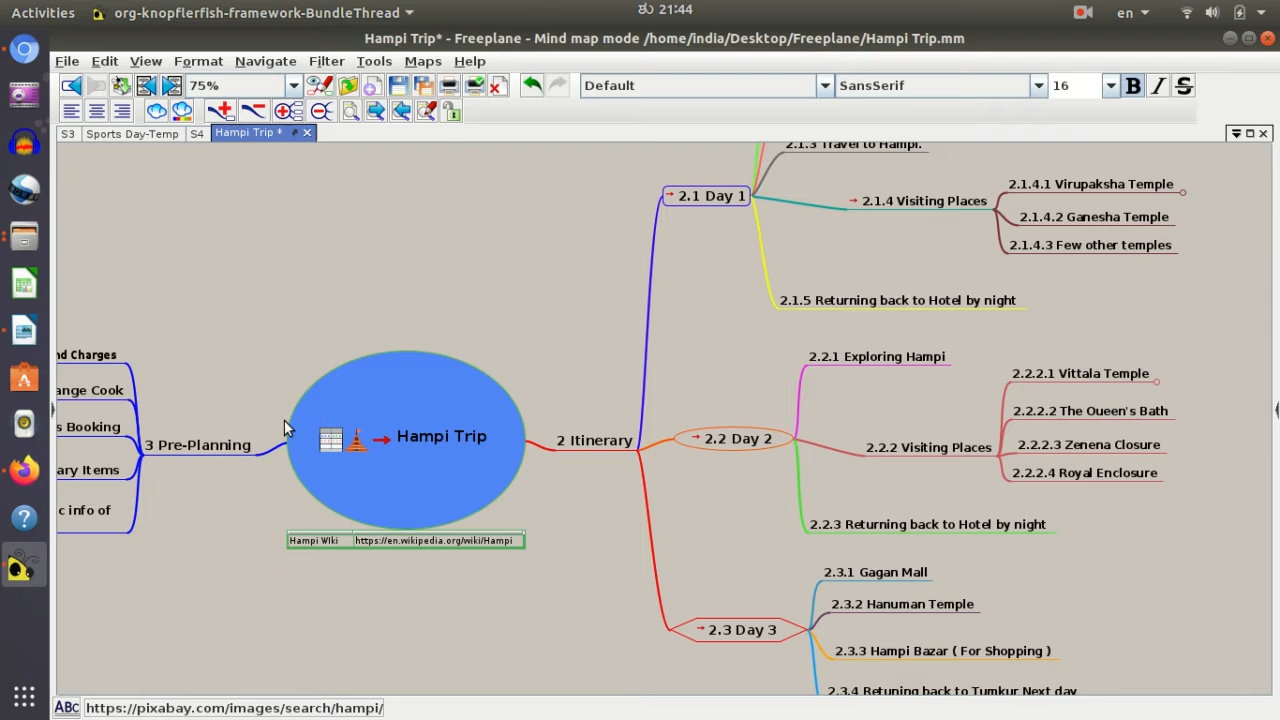 Activities
org-knopflerfish-framework-BundleThread
21:44
en
Hampi Trip* - Freeplane - Mind map mode /home/india/Desktop/Freeplane/Hampi Trip.mm
File Edit View Format Navigate Filter Tools Maps Help
75%
Default
SansSerif
16
B I S
S3
Sports Day-Temp
S4
Hampi Trip *
2.1.3 Travel to Hampi.
2.1 Day 1
2.1.4 Visiting Places
2.1.4.1 Virupaksha Temple
2.1.4.2 Ganesha Temple
2.1.4.3 Few other temples
2.1.5 Returning back to Hotel by night
nd Charges
ange Cook
s Booking
ary Items
c info of
3 Pre-Planning
Hampi Trip
Hampi Wiki
https://en.wikipedia.org/wiki/Hampi
2 Itinerary
2.2 Day 2
2.2.1 Exploring Hampi
2.2.2 Visiting Places
2.2.2.1 Vittala Temple
2.2.2.2 The Oueen's Bath
2.2.2.3 Zenena Closure
2.2.2.4 Royal Enclosure
2.2.3 Returning back to Hotel by night
2.3 Day 3
2.3.1 Gagan Mall
2.3.2 Hanuman Temple
2.3.3 Hampi Bazar ( For Shopping )
2.3.4 Retuning back to Tumkur Next day
ABC
https://pixabay.com/images/search/hampi/